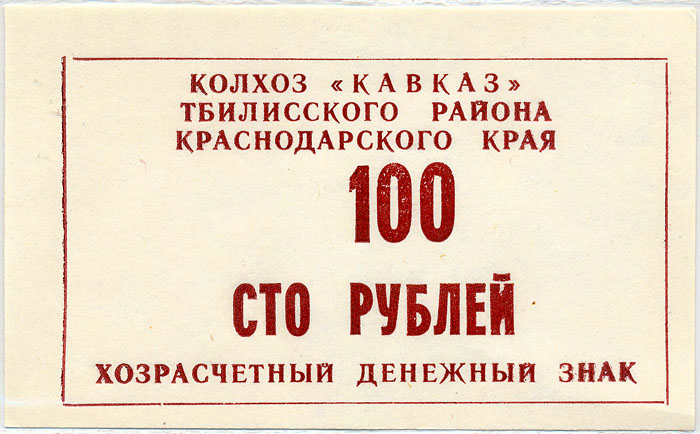 КОЛХОЗ «КАВКАЗ»
ТБИЛИССКОГО РАЙОНА
КРАСНОДАРСКОГО КРАЯ
100
СТО РУБЛЕЙ
ХОЗРАСЧЕТНЫЙ ДЕНЕЖНЫЙ ЗНАК